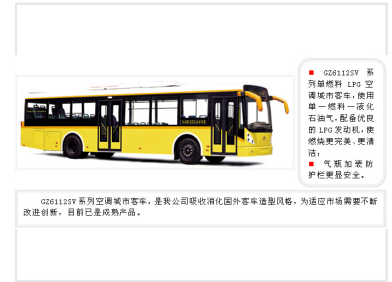 ■ GZ6112SV 系
列单燃料 LPG 空
调城市客车，使用
单一燃料一液化
石油气，配备优良
的 LPG 发动机，使
燃烧更完美、更清
洁；
■ 气瓶加装防
护栏更显安全。
GZ6112SV 系列空调城市客车，是我公司吸收消化国外客车造型风格，为适应市场需要不断
改进创新，目前已是成熟产品。